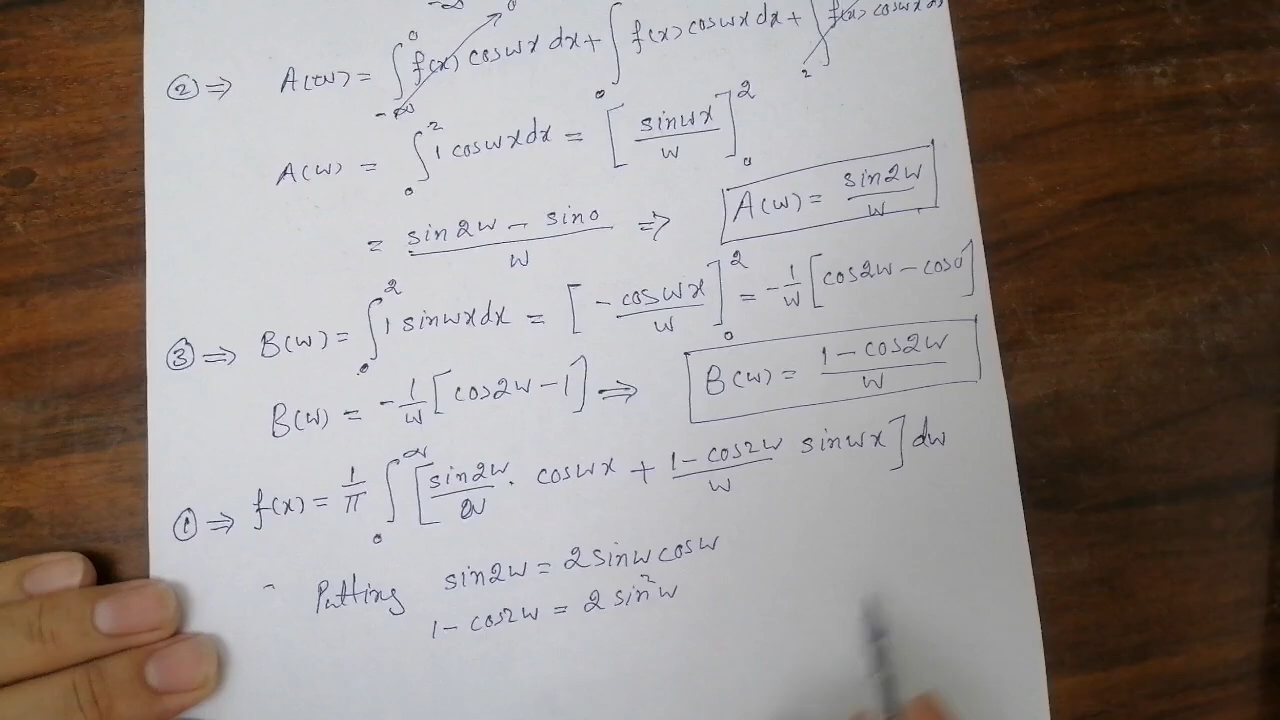 -∞ 0
② ⇒ A(w) = ∫_{-∞}^{0} f(x) cos wx dx + ∫_{0} f(x) cos wx dx + ∫_{2} f(x) cos wx dx
A(w) = ∫_{0}^{2} 1 cos wx dx = [sin wx / w]_{0}^{2}
= (sin 2w - sin 0) / w ⇒ A(w) = sin 2w / w
③ ⇒ B(w) = ∫_{0}^{2} 1 sin wx dx = [-cos wx / w]_{0}^{2} = -1/w [cos 2w - cos 0]
B(w) = -1/w [cos 2w - 1] ⇒ B(w) = (1 - cos 2w) / w
① ⇒ f(x) = 1/π ∫_{0}^{∞} [sin 2w / w · cos wx + (1 - cos 2w) / w sin wx] dw
Putting sin 2w = 2 sin w cos w
1 - cos 2w = 2 sin² w